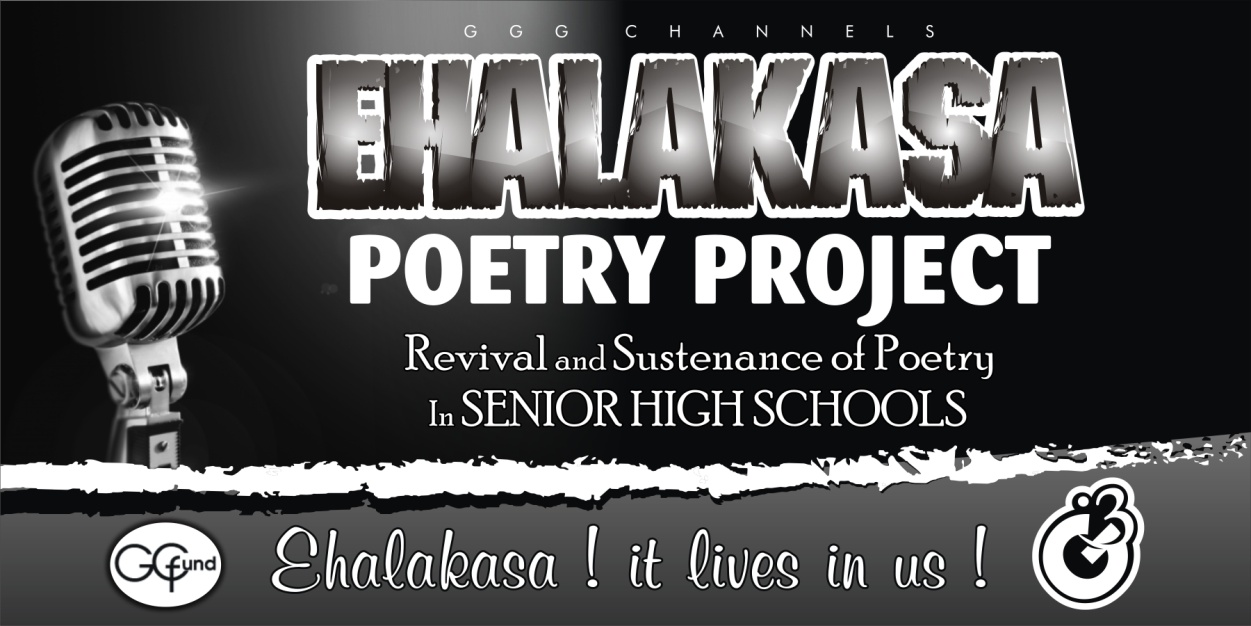 GGG CHANNELS
EHALAKASA
POETRY PROJECT
Revival and Sustenance of Poetry
In SENIOR HIGH SCHOOLS
GGfund
Ehalakasa ! it lives in us !